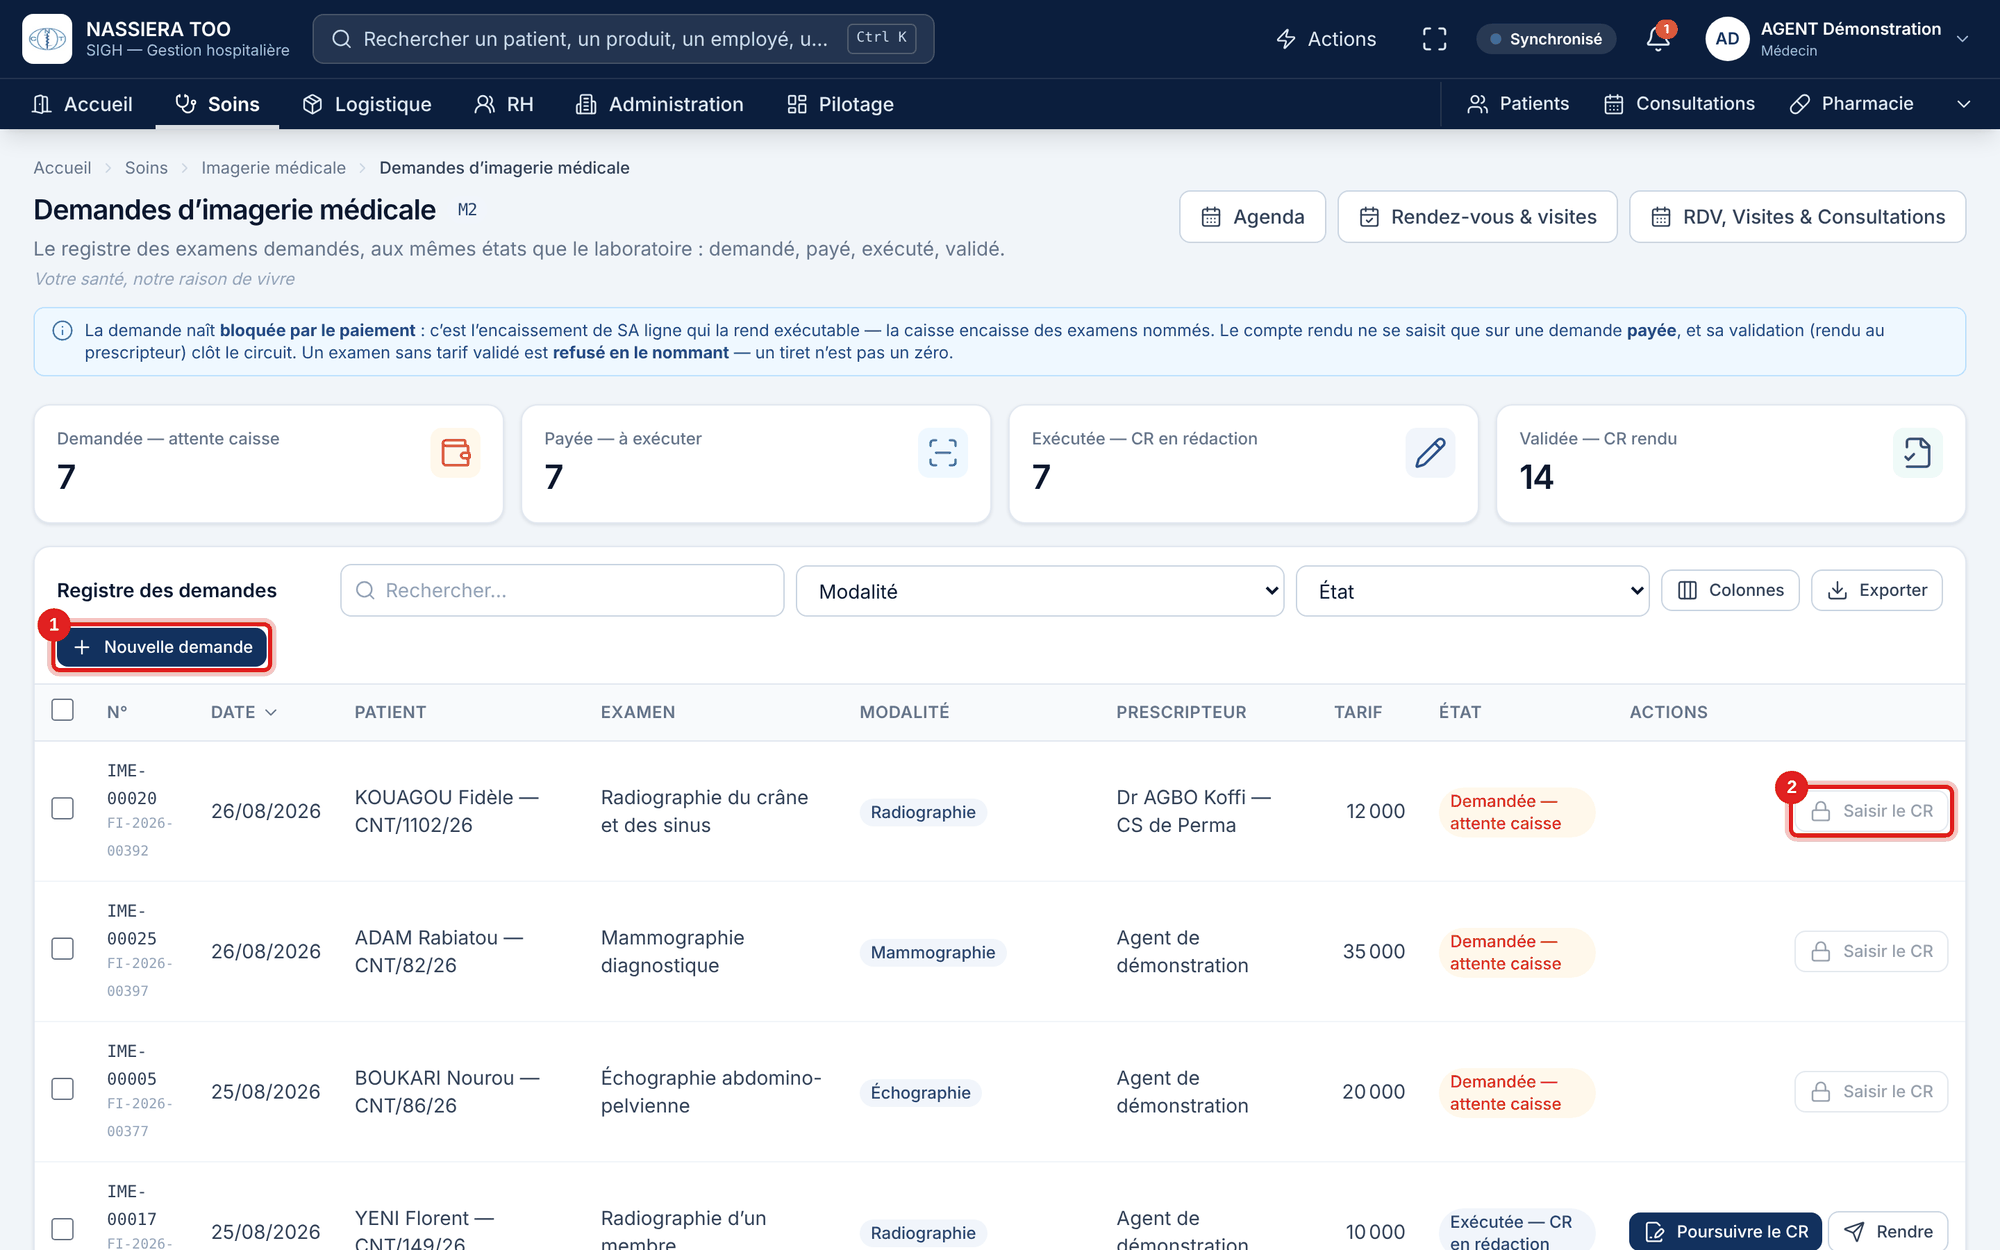 NASSIERA TOO
SIGH — Gestion hospitalière
Rechercher un patient, un produit, un employé, u...
Ctrl K
Actions
Synchronisé
1
AD
AGENT Démonstration
Médecin
Accueil
Soins
Logistique
RH
Administration
Pilotage
Patients
Consultations
Pharmacie
Accueil > Soins > Imagerie médicale > Demandes d’imagerie médicale
Demandes d’imagerie médicale M2
Le registre des examens demandés, aux mêmes états que le laboratoire : demandé, payé, exécuté, validé.
Votre santé, notre raison de vivre
Agenda
Rendez-vous & visites
RDV, Visites & Consultations
La demande naît bloquée par le paiement : c’est l’encaissement de SA ligne qui la rend exécutable — la caisse encaisse des examens nommés. Le compte rendu ne se saisit que sur une demande payée, et sa validation (rendu au
prescripteur) clôt le circuit. Un examen sans tarif validé est refusé en le nommant — un tiret n’est pas un zéro.
Demandée — attente caisse
7
Payée — à exécuter
7
Exécutée — CR en rédaction
7
Validée — CR rendu
14
Registre des demandes
Rechercher...
Modalité
État
Colonnes
Exporter
1
+ Nouvelle demande
N° DATE PATIENT EXAMEN MODALITÉ PRESCRIPTEUR TARIF ÉTAT ACTIONS
IME-
00020
FI-2026-
00392
26/08/2026
KOUAGOU Fidèle —
CNT/1102/26
Radiographie du crâne
et des sinus
Radiographie
Dr AGBO Koffi —
CS de Perma
12 000
Demandée —
attente caisse
2
Saisir le CR
IME-
00025
FI-2026-
00397
26/08/2026
ADAM Rabiatou —
CNT/82/26
Mammographie
diagnostique
Mammographie
Agent de
démonstration
35 000
Demandée —
attente caisse
Saisir le CR
IME-
00005
FI-2026-
00377
25/08/2026
BOUKARI Nourou —
CNT/86/26
Échographie abdomino-
pelvienne
Échographie
Agent de
démonstration
20 000
Demandée —
attente caisse
Saisir le CR
IME-
00017
FI-2026-
25/08/2026
YENI Florent —
CNT/149/26
Radiographie d’un
membre
Radiographie
Agent de
démonstration
10 000
Exécutée — CR
en rédaction
Poursuivre le CR
Rendre